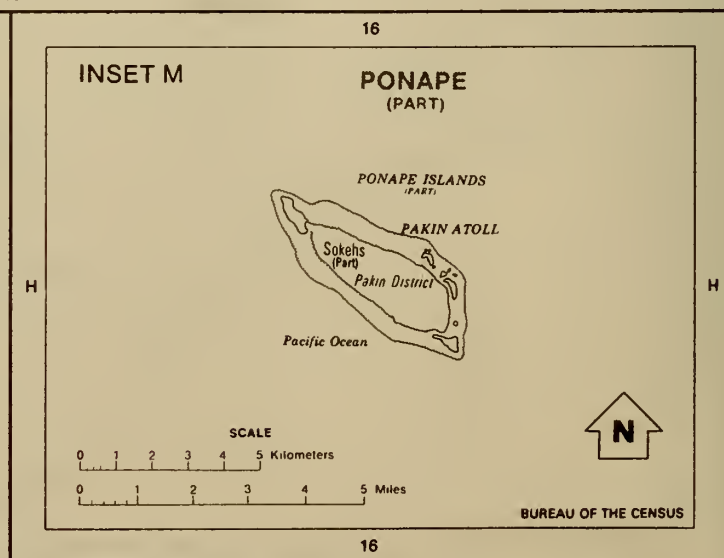 16
INSET M
PONAPE
(PART)
PONAPE ISLANDS
(PART)
PAKIN ATOLL
Sokehs
(Part)
Pakin District
H
H
Pacific Ocean
SCALE
0 1 2 3 4 5 Kilometers
0 1 2 3 4 5 Miles
N
BUREAU OF THE CENSUS
16